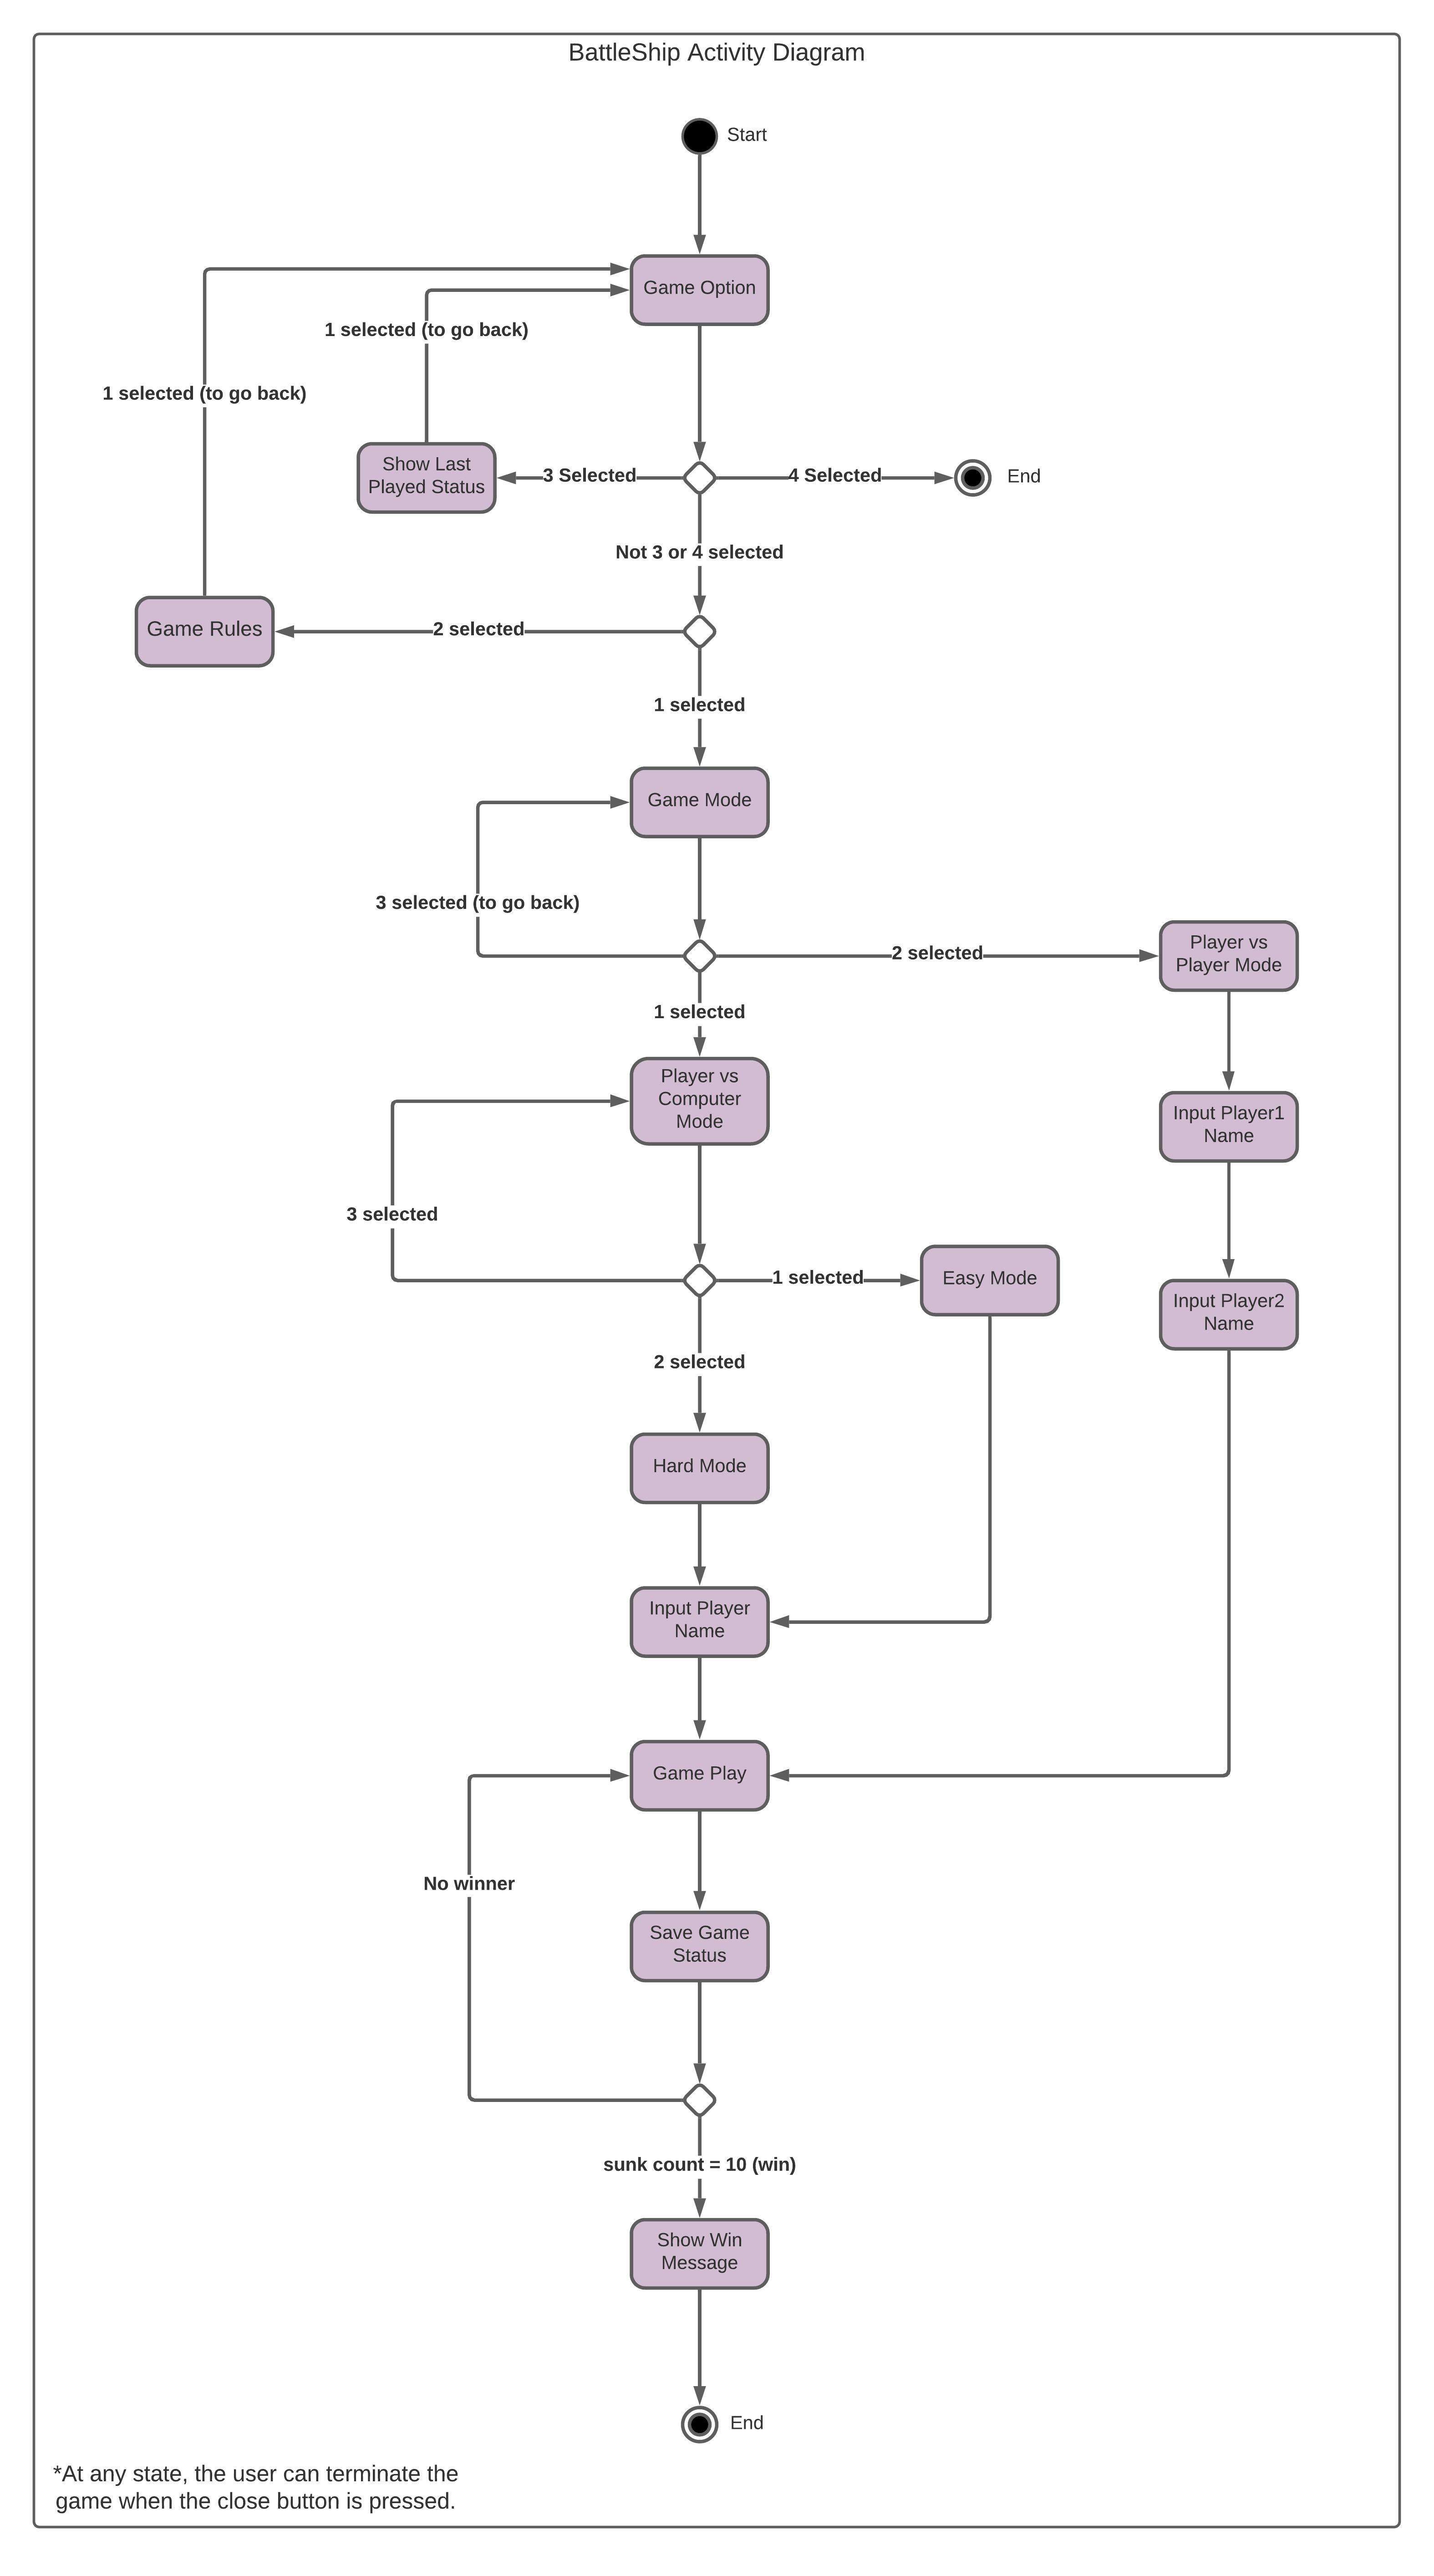 BattleShip Activity Diagram
Start
Game Option
1 selected (to go back)
1 selected (to go back)
Show Last
Played Status
3 Selected
4 Selected
End
Not 3 or 4 selected
Game Rules
2 selected
1 selected
Game Mode
3 selected (to go back)
2 selected
Player vs
Player Mode
1 selected
Player vs
Computer
Mode
Input Player1
Name
3 selected
1 selected
Easy Mode
Input Player2
Name
2 selected
Hard Mode
Input Player
Name
Game Play
No winner
Save Game
Status
sunk count = 10 (win)
Show Win
Message
End
*At any state, the user can terminate the
game when the close button is pressed.